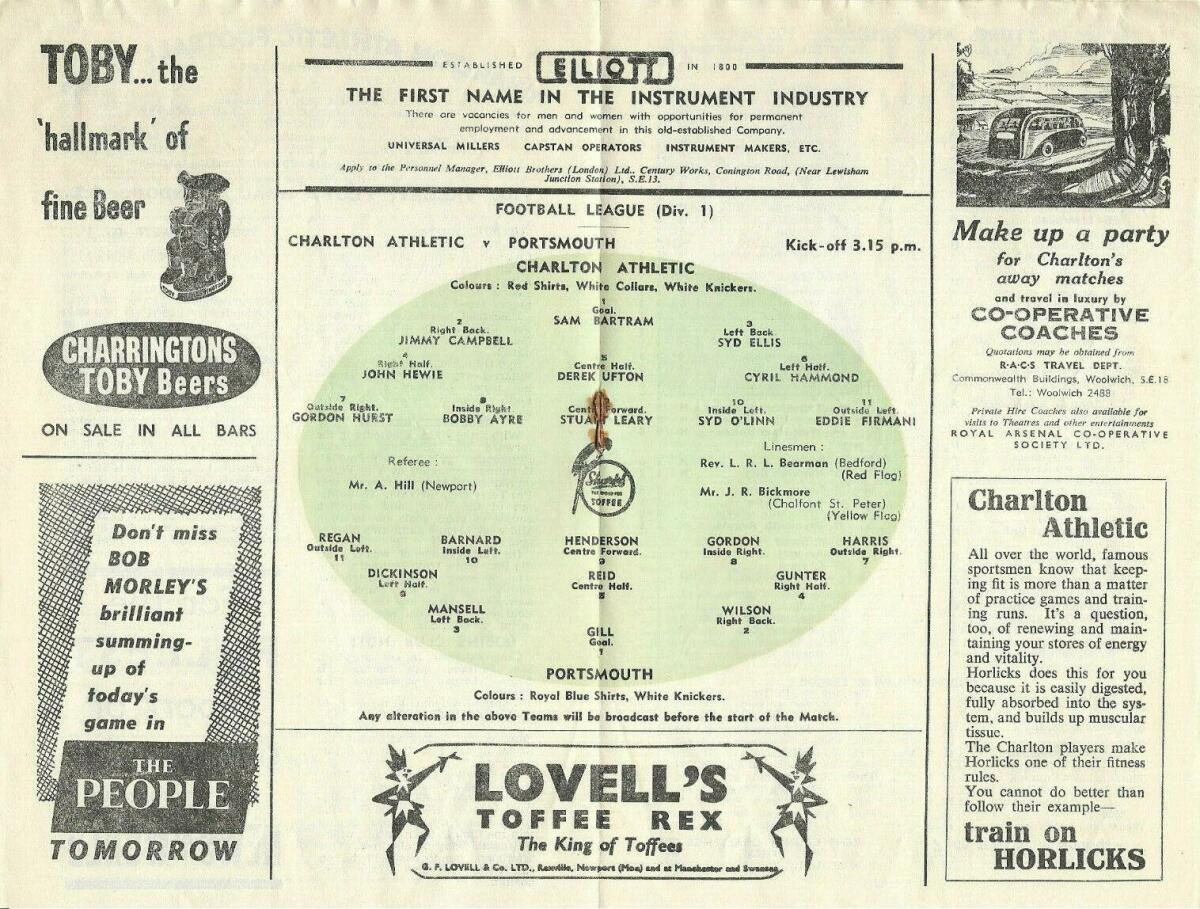 TOBY... the
'hallmark' of
fine Beer
CHARRINGTONS
TOBY Beers
ON SALE IN ALL BARS
Don't miss
BOB
MORLEY'S
brilliant
summing-
up of
today's
game in
THE
PEOPLE
TOMORROW
ESTABLISHED ELLIOTT IN 1800
THE FIRST NAME IN THE INSTRUMENT INDUSTRY
There are vacancies for men and women with opportunities for permanent
employment and advancement in this old-established Company.
UNIVERSAL MILLERS CAPSTAN OPERATORS INSTRUMENT MAKERS, ETC.
Apply to the Personnel Manager, Elliott Brothers (London) Ltd., Century Works, Conington Road, (Near Lewisham
Junction Station), S.E.13.
FOOTBALL LEAGUE (Div. 1)
CHARLTON ATHLETIC v PORTSMOUTH Kick-off 3.15 p.m.
CHARLTON ATHLETIC
Colours : Red Shirts, White Collars, White Knickers.
1
Goal.
SAM BARTRAM
2 3
Right Back. Left Back.
JIMMY CAMPBELL SYD ELLIS
4 5 6
Right Half. Centre Half. Left Half.
JOHN HEWIE DEREK UFTON CYRIL HAMMOND
7 8 10 11
Outside Right. Inside Right Centre Forward. Inside Left. Outside Left.
GORDON HURST BOBBY AYRE STUART LEARY SYD O'LINN EDDIE FIRMANI
Referee :
Mr. A. Hill (Newport)
TOFFEE
Linesmen :
Rev. L. R. L. Bearman (Bedford)
(Red Flag)
Mr. J. R. Bickmore
(Chalfont St. Peter)
(Yellow Flag)
REGAN BARNARD HENDERSON GORDON HARRIS
Outside Left. Inside Left. Centre Forward. Inside Right. Outside Right.
11 10 9 8 7
DICKINSON REID GUNTER
Left Half. Centre Half. Right Half.
6 5 4
MANSELL WILSON
Left Back. Right Back.
3 2
GILL
Goal.
1
PORTSMOUTH
Colours : Royal Blue Shirts, White Knickers.
Any alteration in the above Teams will be broadcast before the start of the Match.
LOVELL'S
TOFFEE REX
The King of Toffees
G. F. LOVELL & Co. LTD., Rexville, Newport (Mon) and at Manchester and Swansea
Make up a party
for Charlton's
away matches
and travel in luxury by
CO-OPERATIVE
COACHES
Quotations may be obtained from
R·A·C·S TRAVEL DEPT.
Commonwealth Buildings, Woolwich, S.E.18
Tel.: Woolwich 2488
Private Hire Coaches also available for
visits to Theatres and other entertainments
ROYAL ARSENAL CO-OPERATIVE
SOCIETY LTD.
Charlton
Athletic
All over the world, famous
sportsmen know that keep-
ing fit is more than a matter
of practice games and train-
ing runs. It's a question,
too, of renewing and main-
taining your stores of energy
and vitality.
Horlicks does this for you
because it is easily digested,
fully absorbed into the sys-
tem, and builds up muscular
tissue.
The Charlton players make
Horlicks one of their fitness
rules.
You cannot do better than
follow their example—
train on
HORLICKS